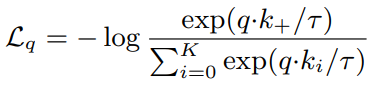 \mathcal{L}_q = -\log \frac{\exp(q \cdot k_+ / \tau)}{\sum_{i=0}^{K} \exp(q \cdot k_i / \tau)}